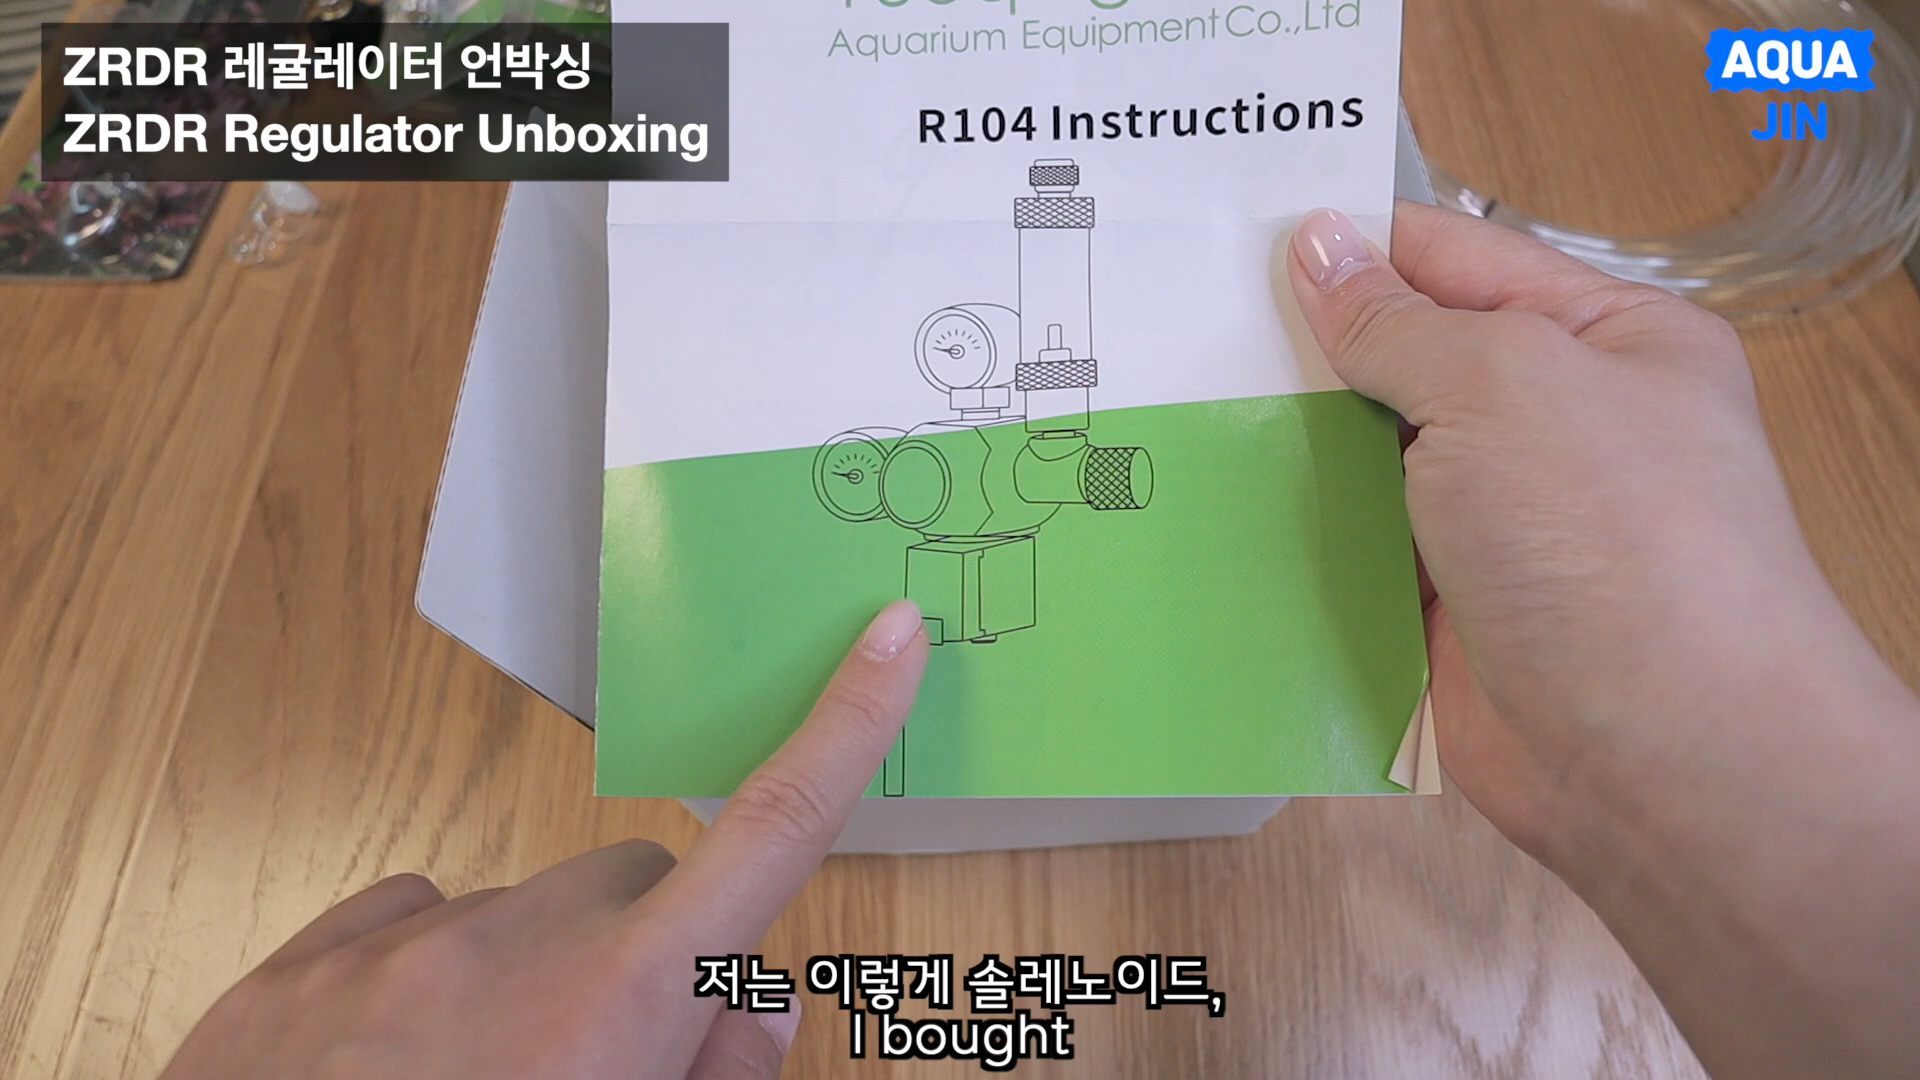 ZRDR 레귤레이터 언박싱
ZRDR Regulator Unboxing
AQUA
JIN
Aquarium Equipment Co.,Ltd
R104 Instructions
저는 이렇게 솔레노이드,
I bought